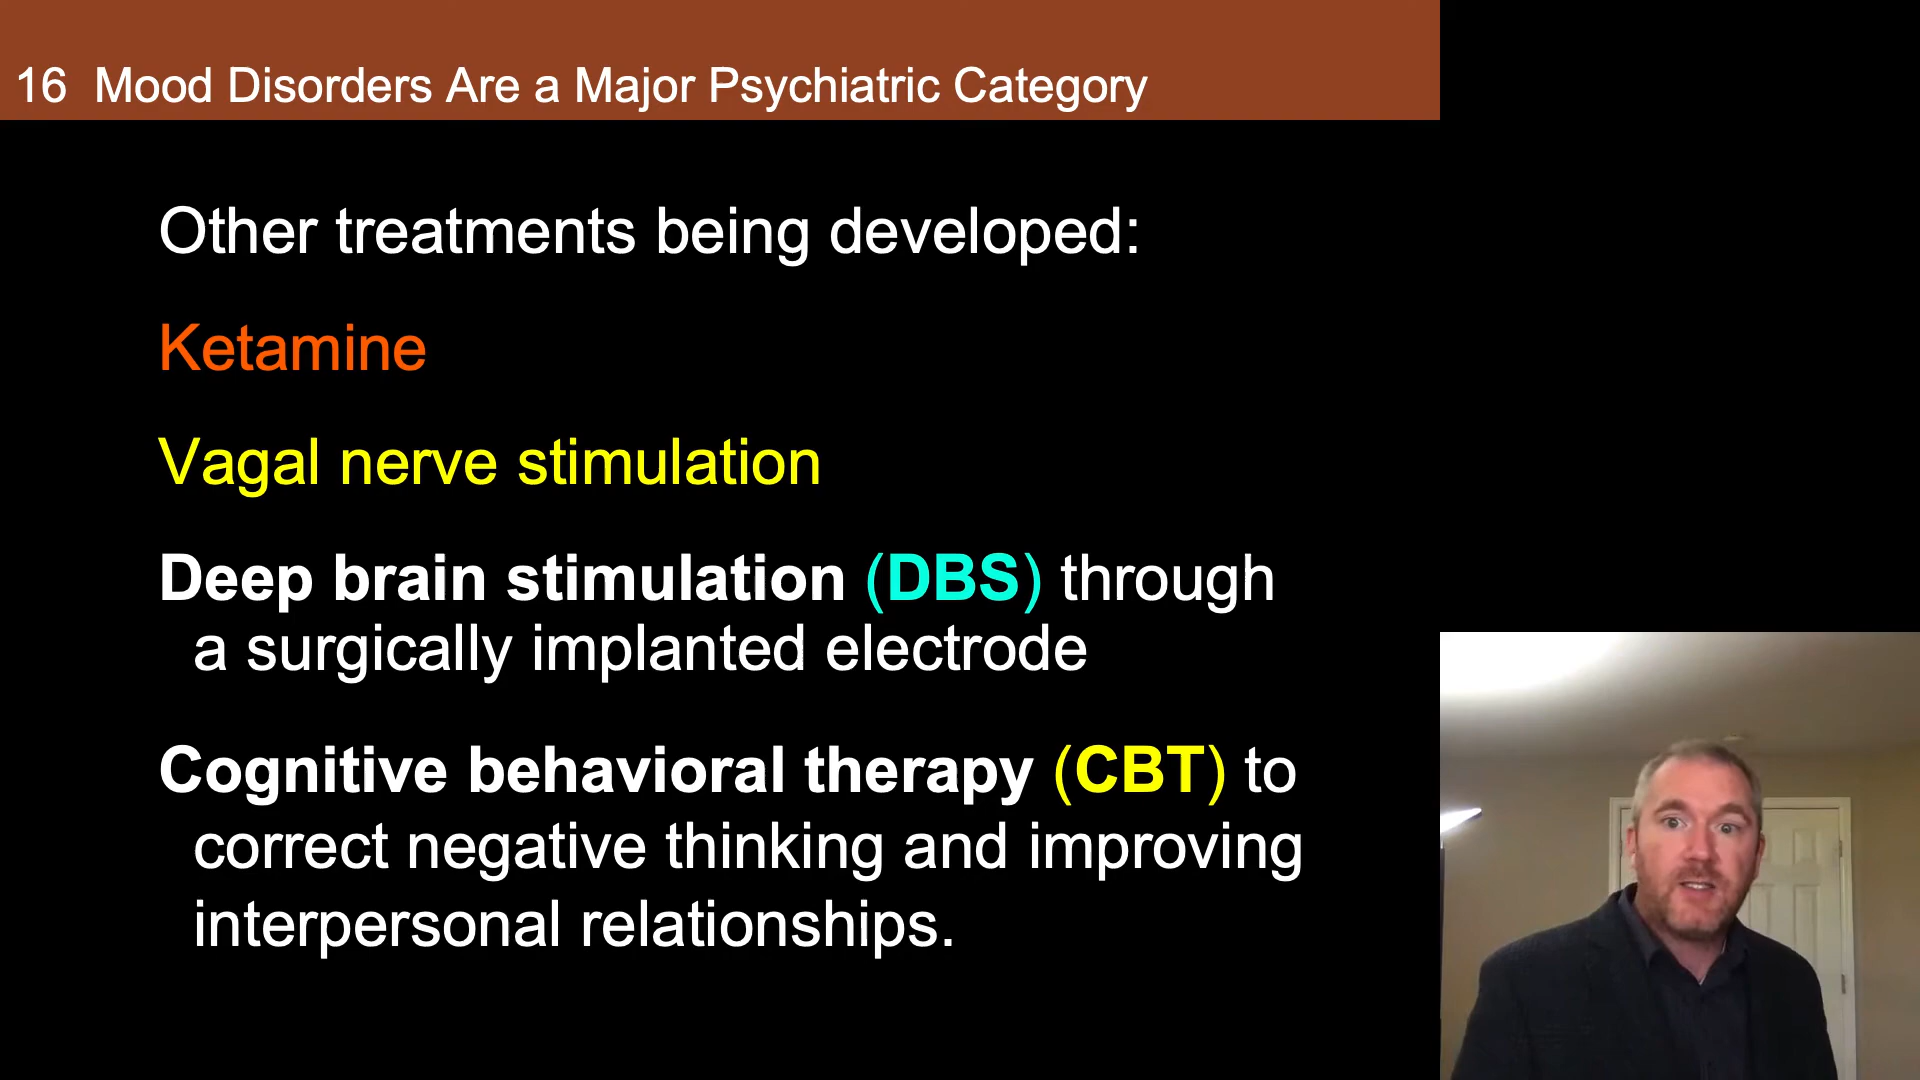 16 Mood Disorders Are a Major Psychiatric Category
Other treatments being developed:
Ketamine
Vagal nerve stimulation
Deep brain stimulation (DBS) through
a surgically implanted electrode
Cognitive behavioral therapy (CBT) to
correct negative thinking and improving
interpersonal relationships.